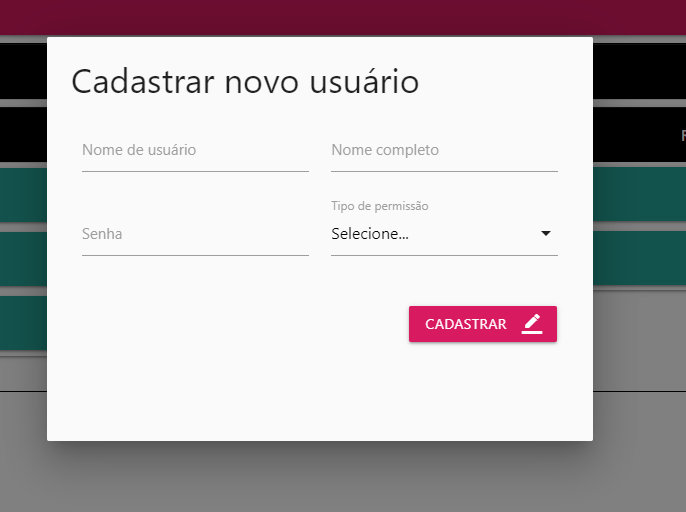 Cadastrar novo usuário
Nome de usuário
Nome completo
Senha
Tipo de permissão
Selecione...
CADASTRAR